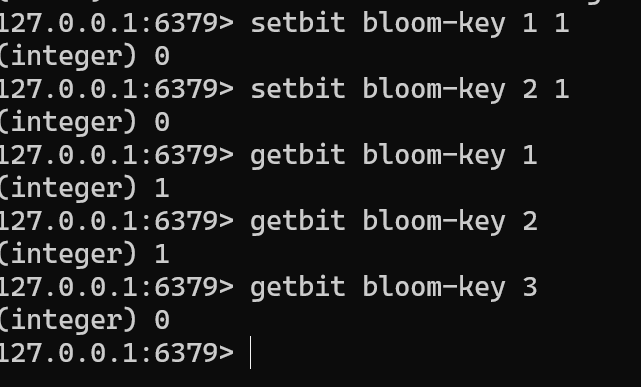 127.0.0.1:6379> setbit bloom-key 1 1
(integer) 0
127.0.0.1:6379> setbit bloom-key 2 1
(integer) 0
127.0.0.1:6379> getbit bloom-key 1
(integer) 1
127.0.0.1:6379> getbit bloom-key 2
(integer) 1
127.0.0.1:6379> getbit bloom-key 3
(integer) 0
127.0.0.1:6379>